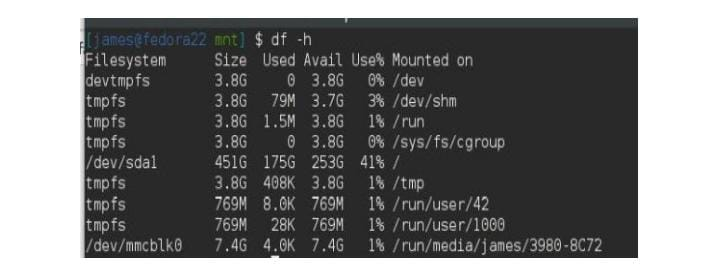 [james@fedora22 mnt] $ df -h
Filesystem      Size  Used Avail Use% Mounted on
devtmpfs        3.8G     0  3.8G   0% /dev
tmpfs           3.8G   79M  3.7G   3% /dev/shm
tmpfs           3.8G  1.5M  3.8G   1% /run
tmpfs           3.8G     0  3.8G   0% /sys/fs/cgroup
/dev/sda1       451G  175G  253G  41% /
tmpfs           3.8G  408K  3.8G   1% /tmp
tmpfs           769M  8.0K  769M   1% /run/user/42
tmpfs           769M   28K  769M   1% /run/user/1000
/dev/mmcblk0    7.4G  4.0K  7.4G   1% /run/media/james/3980-8C72